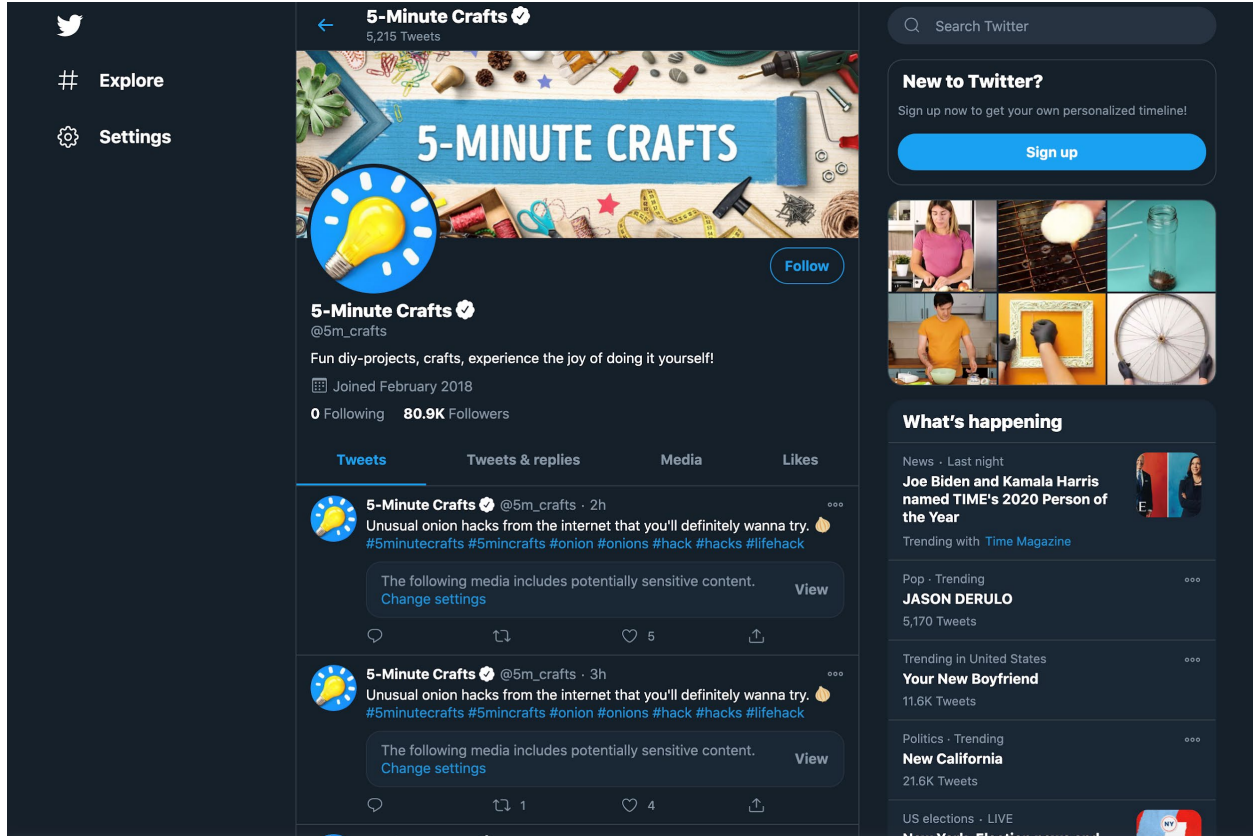 Explore
Settings
5-Minute Crafts
5,215 Tweets
5-MINUTE CRAFTS
Follow
5-Minute Crafts
@5m_crafts
Fun diy-projects, crafts, experience the joy of doing it yourself!
Joined February 2018
0 Following 80.9K Followers
Tweets Tweets & replies Media Likes
5-Minute Crafts @5m_crafts · 2h
Unusual onion hacks from the internet that you'll definitely wanna try. 🧅
#5minutecrafts #5mincrafts #onion #onions #hack #hacks #lifehack
The following media includes potentially sensitive content.
Change settings
View
5
5-Minute Crafts @5m_crafts · 3h
Unusual onion hacks from the internet that you'll definitely wanna try. 🧅
#5minutecrafts #5mincrafts #onion #onions #hack #hacks #lifehack
The following media includes potentially sensitive content.
Change settings
View
1 4
Search Twitter
New to Twitter?
Sign up now to get your own personalized timeline!
Sign up
What's happening
News · Last night
Joe Biden and Kamala Harris
named TIME's 2020 Person of
the Year
Trending with Time Magazine
Pop · Trending
JASON DERULO
5,170 Tweets
Trending in United States
Your New Boyfriend
11.6K Tweets
Politics · Trending
New California
21.6K Tweets
US elections · LIVE
NY